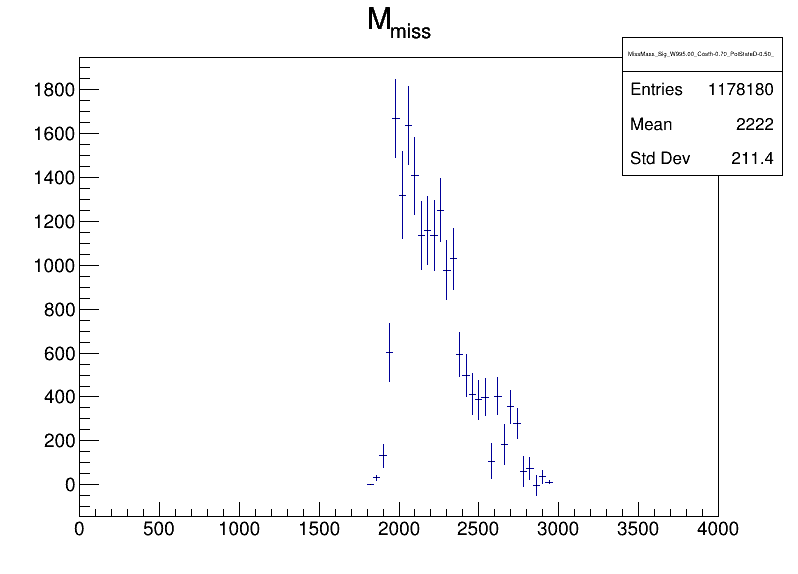 M_miss
MissMass_Sig_W995.00_Costh-0.70_PolStateD-0.50_
Entries 1178180
Mean 2222
Std Dev 211.4
1800
1600
1400
1200
1000
800
600
400
200
0
0 500 1000 1500 2000 2500 3000 3500 4000